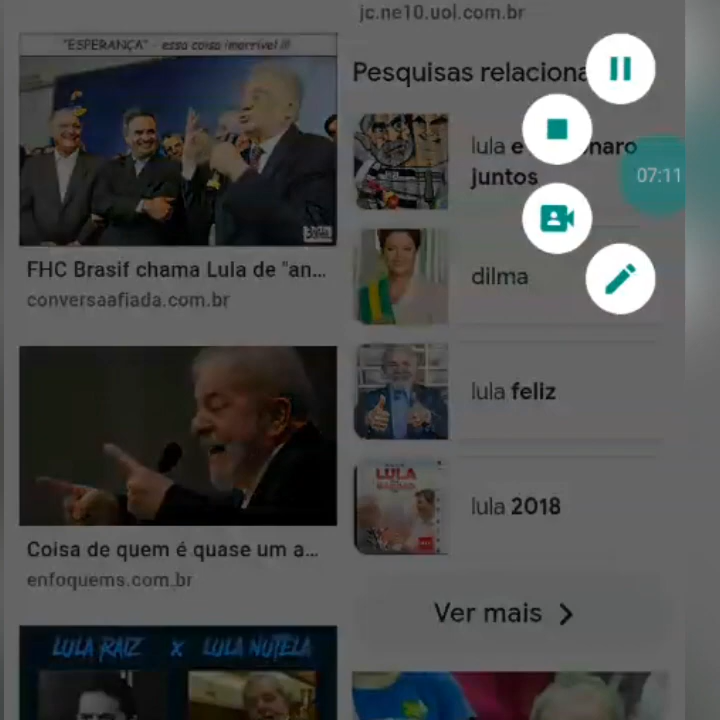 jc.ne10.uol.com.br
"ESPERANÇA" - essa coisa imorrível !!!
FHC Brasif chama Lula de "an...
conversaafiada.com.br
Coisa de quem é quase um a...
enfoquems.com.br
LULA RAIZ x LULA NUTELA
Pesquisas relaciona
lula e naro
juntos
07:11
dilma
lula feliz
LULA
lula 2018
Ver mais